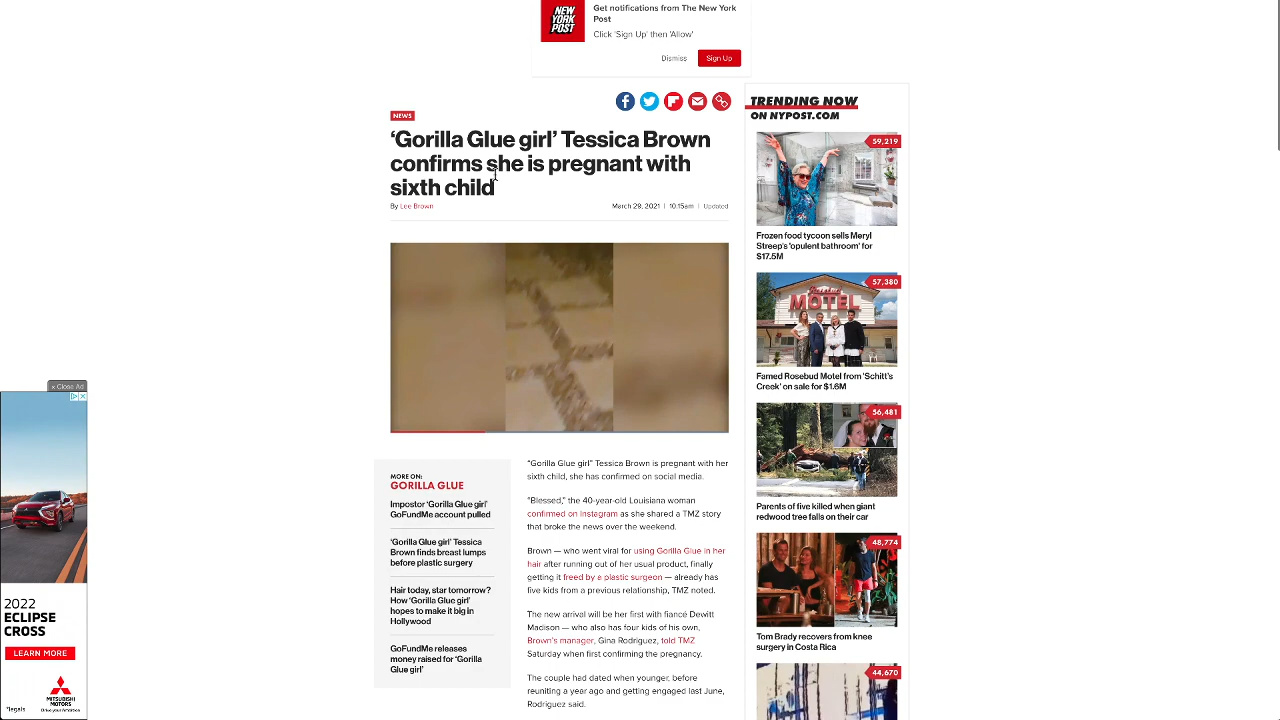 NEW
YORK
POST
Get notifications from The New York
Post
Click 'Sign Up' then 'Allow'
Dismiss
Sign Up
NEWS
‘Gorilla Glue girl’ Tessica Brown
confirms she is pregnant with
sixth child
By Lee Brown
March 29, 2021 | 10:15am | Updated
MORE ON:
GORILLA GLUE
Impostor ‘Gorilla Glue girl’
GoFundMe account pulled
‘Gorilla Glue girl’ Tessica
Brown finds breast lumps
before plastic surgery
Hair today, star tomorrow?
How ‘Gorilla Glue girl’
hopes to make it big in
Hollywood
GoFundMe releases
money raised for ‘Gorilla
Glue girl’
“Gorilla Glue girl” Tessica Brown is pregnant with her
sixth child, she has confirmed on social media.
“Blessed,” the 40-year-old Louisiana woman
confirmed on Instagram as she shared a TMZ story
that broke the news over the weekend.
Brown — who went viral for using Gorilla Glue in her
hair after running out of her usual product, finally
getting it freed by a plastic surgeon — already has
five kids from a previous relationship, TMZ noted.
The new arrival will be her first with fiancé Dewitt
Madison — who also has four kids of his own,
Brown’s manager, Gina Rodriguez, told TMZ
Saturday when first confirming the pregnancy.
The couple had dated when younger, before
reuniting a year ago and getting engaged last June,
Rodriguez said.
TRENDING NOW
ON NYPOST.COM
59,219
Frozen food tycoon sells Meryl
Streep’s ‘opulent bathroom’ for
$17.5M
57,380
MOTEL
Famed Rosebud Motel from ‘Schitt’s
Creek’ on sale for $1.6M
56,481
Parents of five killed when giant
redwood tree falls on their car
48,774
Tom Brady recovers from knee
surgery in Costa Rica
44,670
× Close Ad
2022
ECLIPSE
CROSS
LEARN MORE
MITSUBISHI
MOTORS
Drive your Ambition
*legals